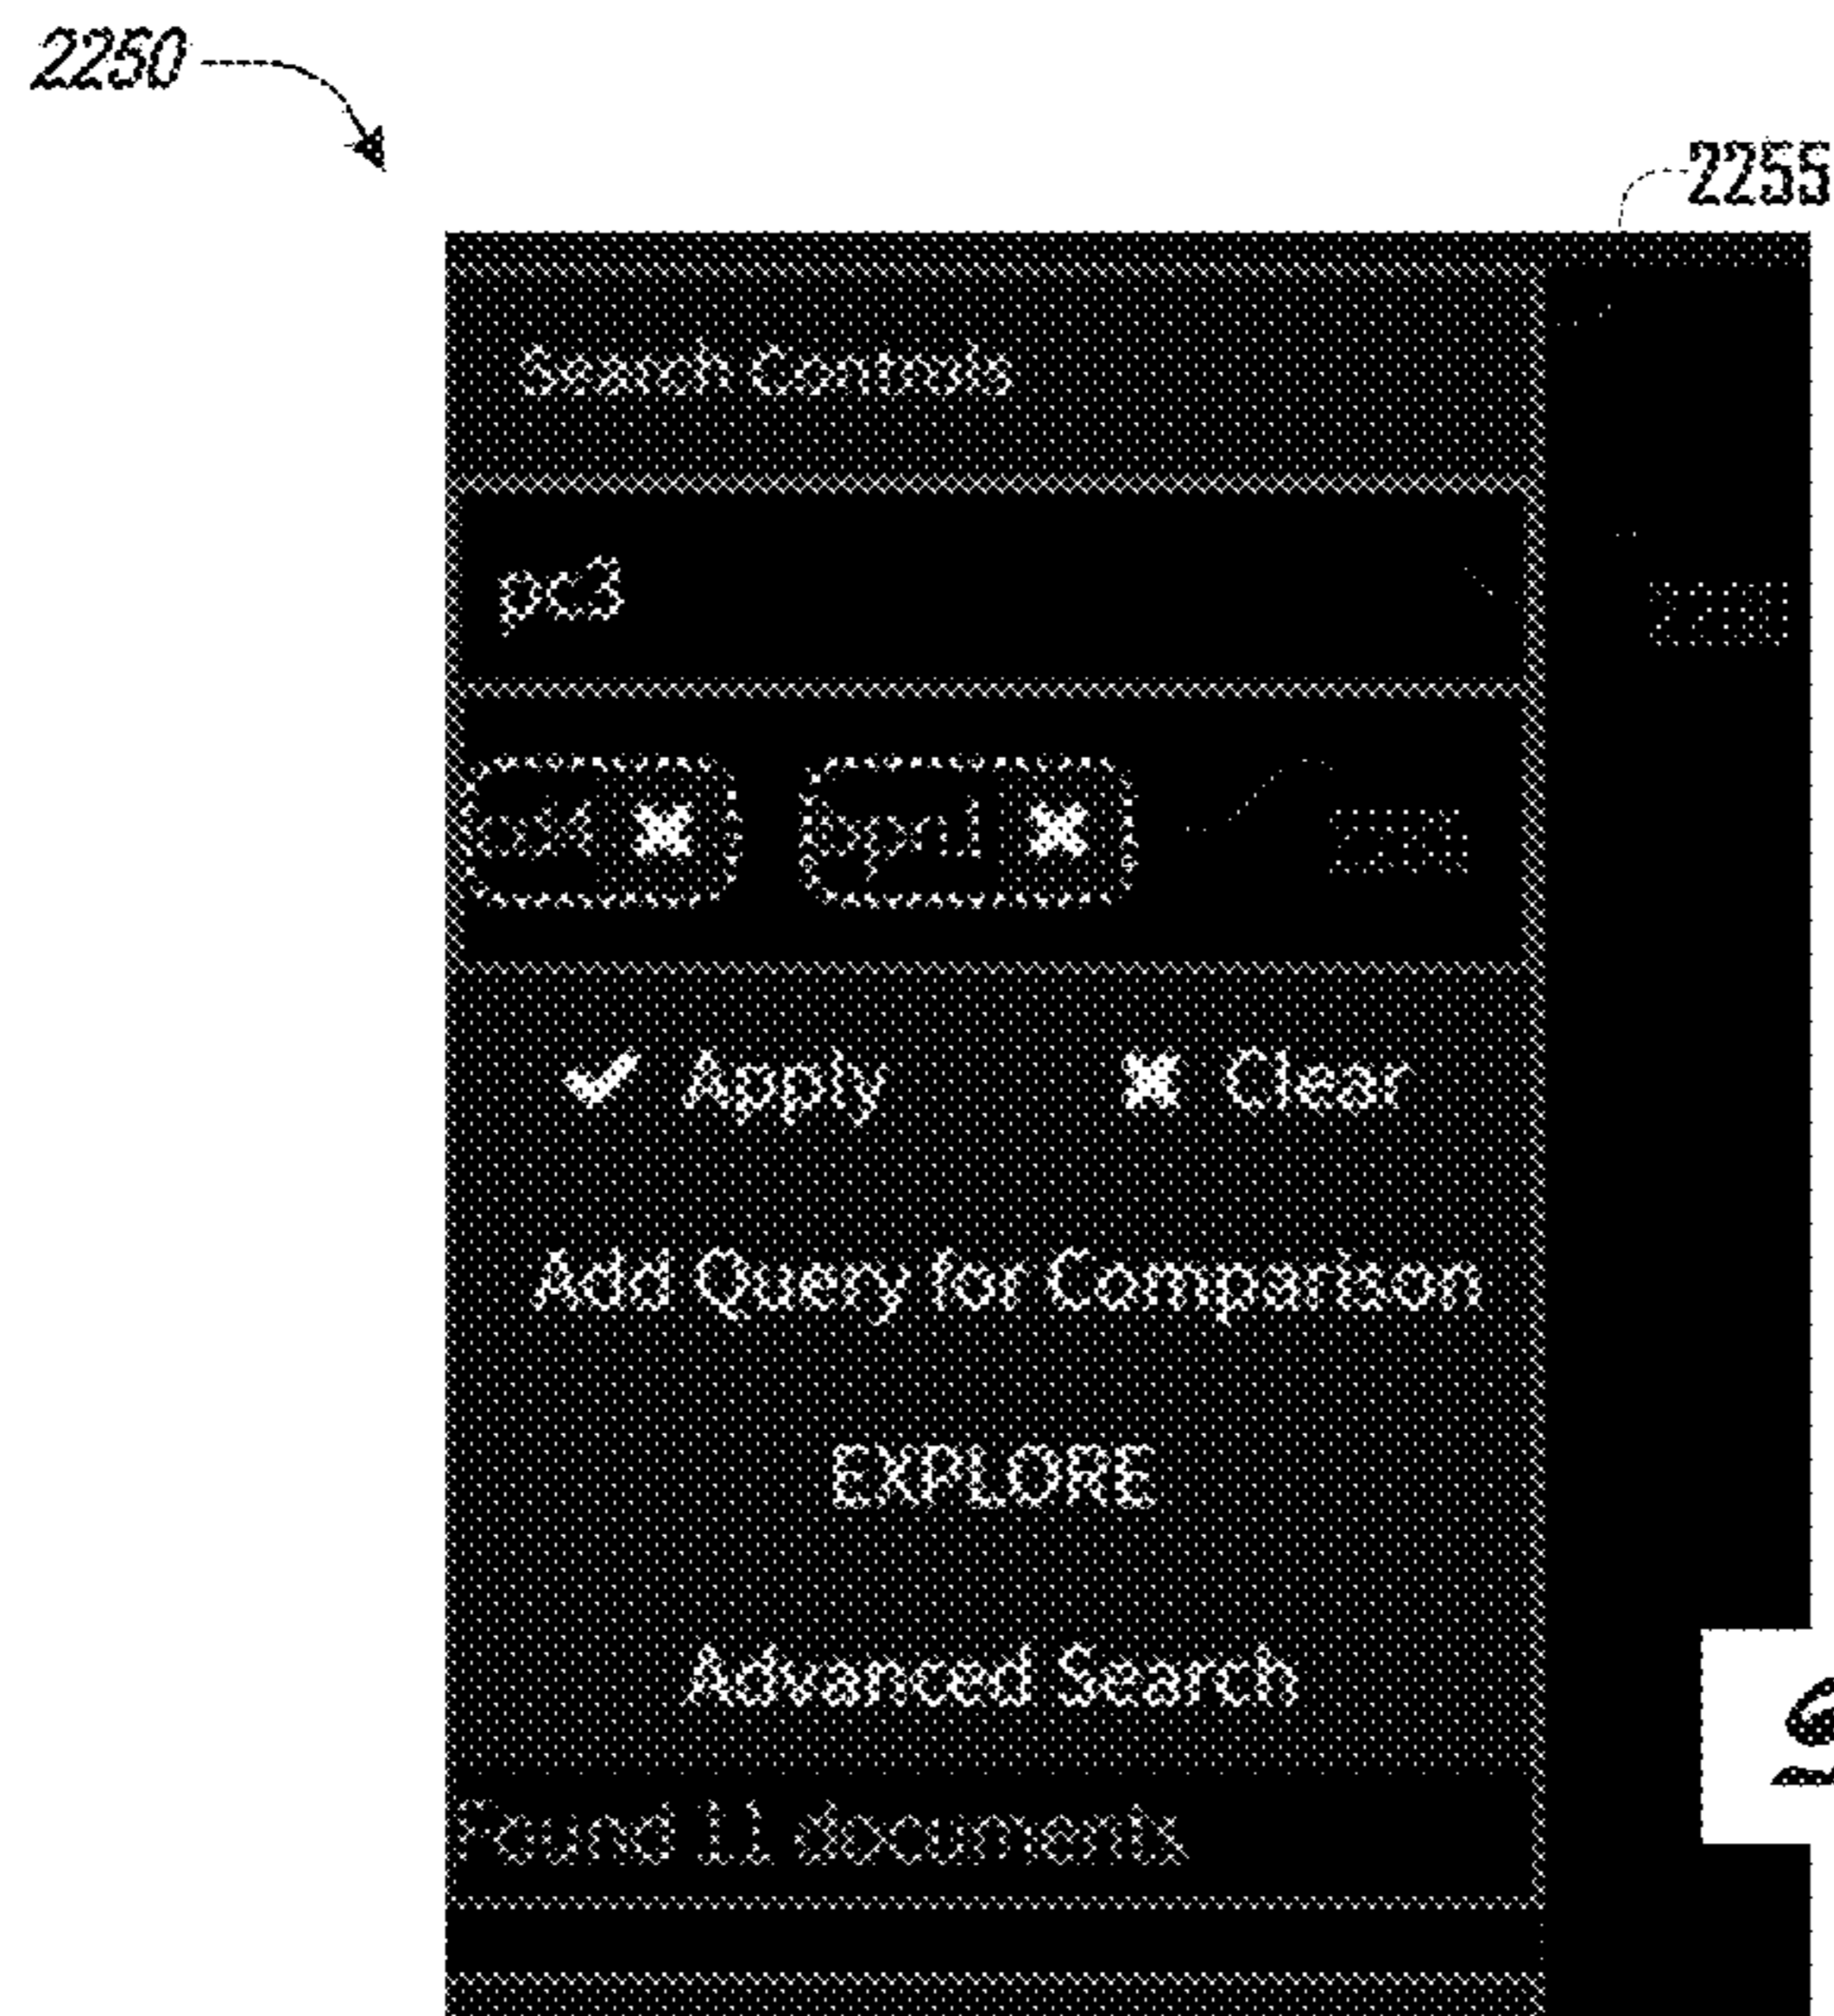 2250
2255
Search Controls
pc3
Apply Clear
Add Query for Comparison
EXPLORE
Advanced Search
Found 11 documents